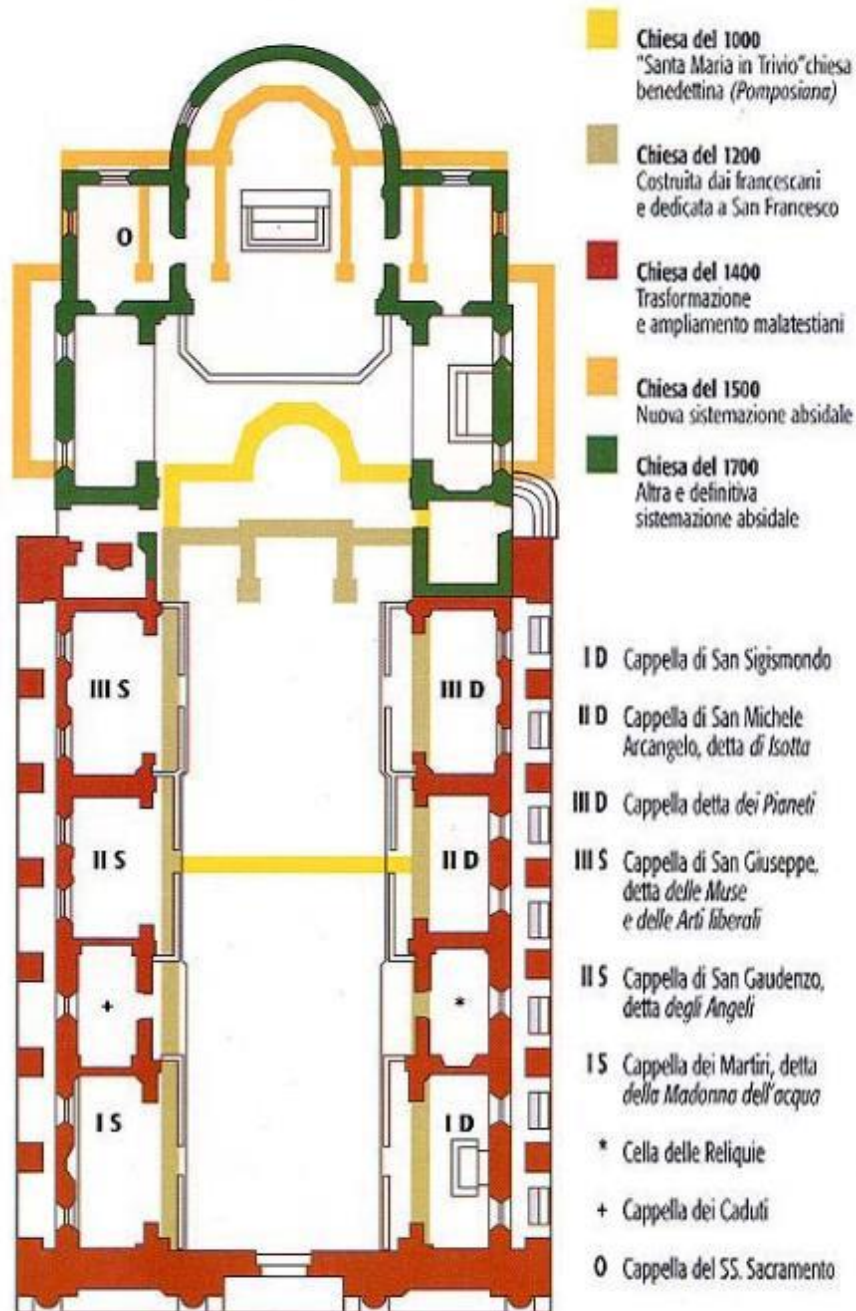 Chiesa del 1000
"Santa Maria in Trivio" chiesa
benedettina (Pomposiana)
Chiesa del 1200
Costruita dai francescani
e dedicata a San Francesco
Chiesa del 1400
Trasformazione
e ampliamento malatestiani
Chiesa del 1500
Nuova sistemazione absidale
Chiesa del 1700
Altra e definitiva
sistemazione absidale
I D Cappella di San Sigismondo
II D Cappella di San Michele
Arcangelo, detta di Isotta
III D Cappella detta dei Pianeti
III S Cappella di San Giuseppe,
detta delle Muse
e delle Arti liberali
II S Cappella di San Gaudenzo,
detta degli Angeli
I S Cappella dei Martiri, detta
della Madonna dell'acqua
* Cella delle Reliquie
+ Cappella dei Caduti
O Cappella del SS. Sacramento
O
III S
III D
II S
II D
+
*
I S
I D